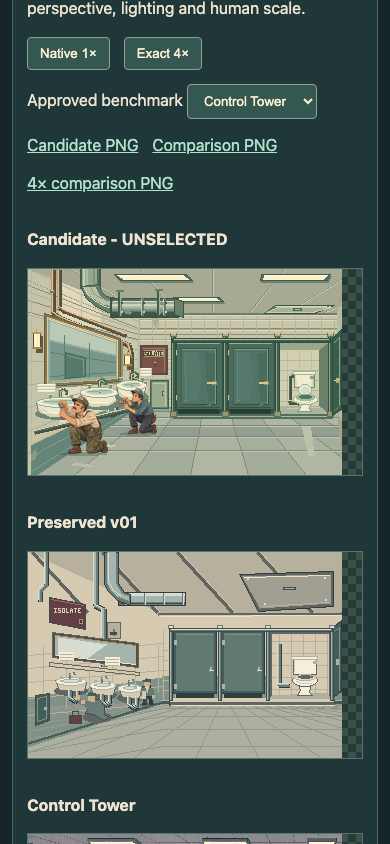 perspective, lighting and human scale.
Native 1× Exact 4×
Approved benchmark Control Tower
Candidate PNG Comparison PNG
4× comparison PNG
Candidate - UNSELECTED
ISOLATE
Preserved v01
ISOLATE
Control Tower